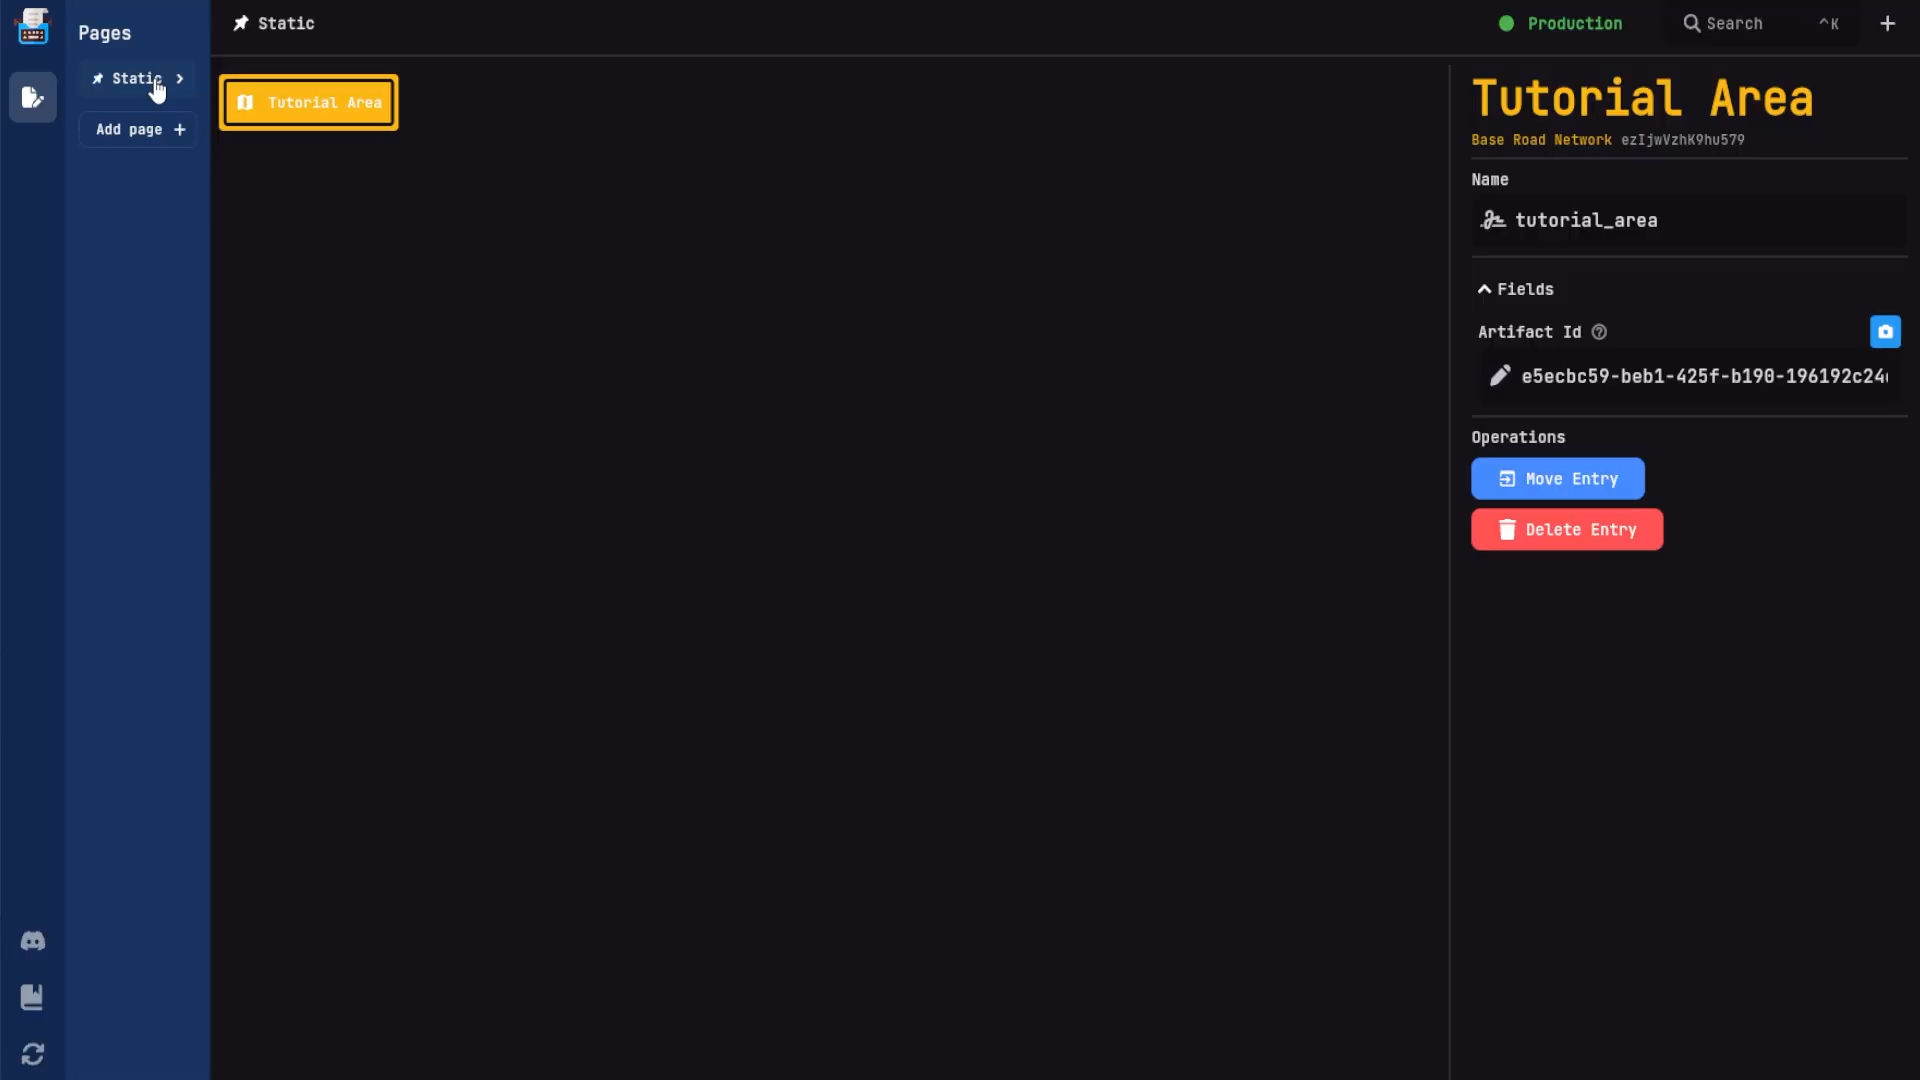 Pages
Static
Add page +
Static
Tutorial Area
Production
Search ^K +
Tutorial Area
Base Road Network ezIjwVzhK9hu579
Name
tutorial_area
Fields
Artifact Id
e5ecbc59-beb1-425f-b190-196192c24
Operations
Move Entry
Delete Entry